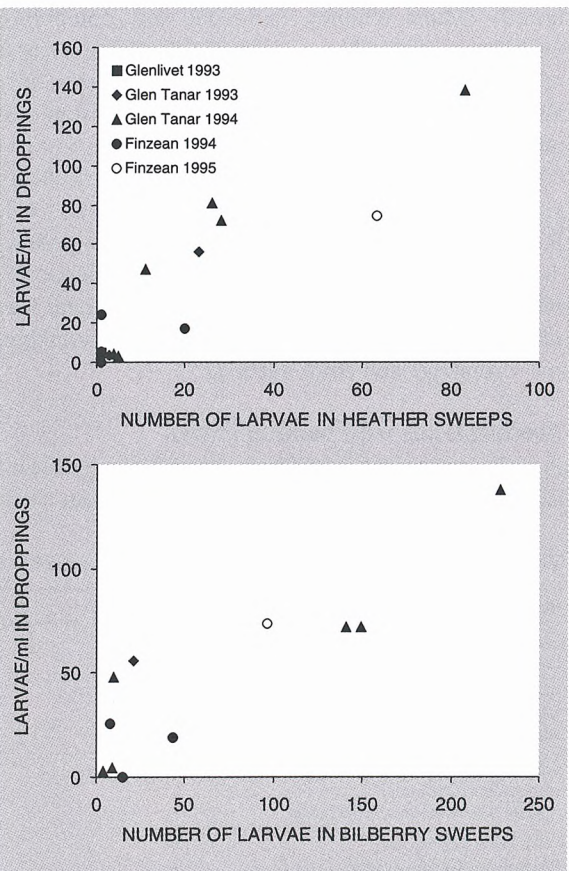 160
140
120
100
80
60
40
20
0
LARVAE/ml IN DROPPINGS
Glenlivet 1993
Glen Tanar 1993
Glen Tanar 1994
Finzean 1994
Finzean 1995
0 20 40 60 80 100
NUMBER OF LARVAE IN HEATHER SWEEPS
150
100
50
0
LARVAE/ml IN DROPPINGS
0 50 100 150 200 250
NUMBER OF LARVAE IN BILBERRY SWEEPS